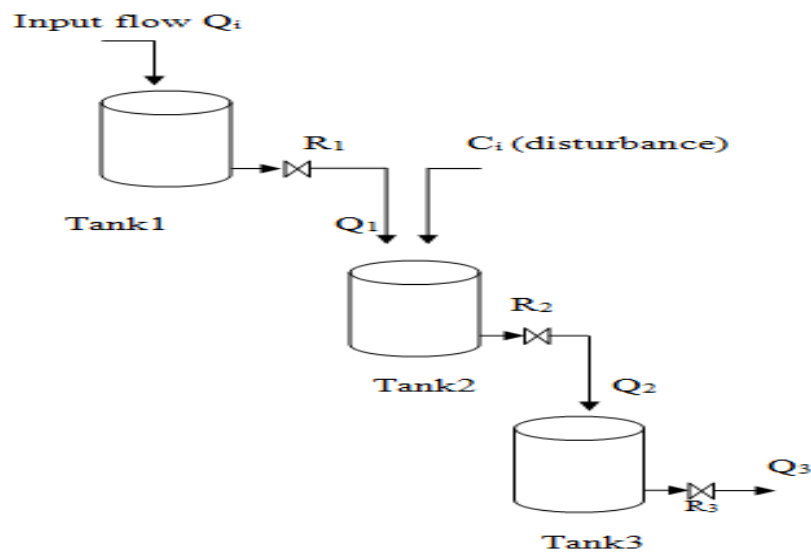 Input flow Qi
R1
Ci (disturbance)
Tank1
Q1
R2
Tank2
Q2
Q3
R3
Tank3